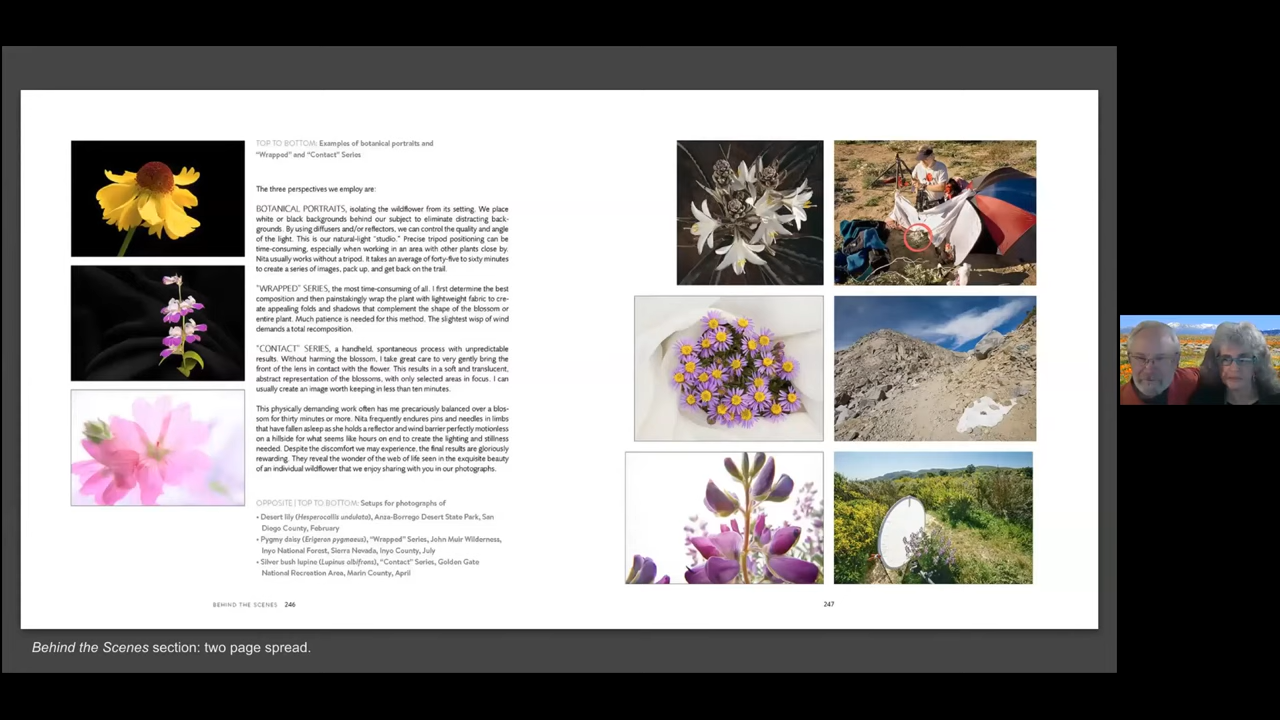 TOP TO BOTTOM: Examples of botanical portraits and
"Wrapped" and "Contact" Series
The three perspectives we employ are:
BOTANICAL PORTRAITS, isolating the wildflower from its setting. We place
white or black backgrounds behind our subject to eliminate distracting back-
grounds. By using diffusers and/or reflectors, we can control the quality and angle
of the light. This is our natural-light "studio." Precise tripod positioning can be
time-consuming, especially when working in an area with other plants close by.
Nita usually works without a tripod. It takes an average of forty-five to sixty minutes
to create a series of images, pack up, and get back on the trail.
"WRAPPED" SERIES, the most time-consuming of all. I first determine the best
composition and then painstakingly wrap the plant with lightweight fabric to cre-
ate appealing folds and shadows that complement the shape of the blossom or
entire plant. Much patience is needed for this method. The slightest wisp of wind
demands a total recomposition.
"CONTACT" SERIES, a handheld, spontaneous process with unpredictable
results. Without harming the blossom, I take great care to very gently bring the
front of the lens in contact with the flower. This results in a soft and translucent,
abstract representation of the blossoms, with only selected areas in focus. I can
usually create an image worth keeping in less than ten minutes.
This physically demanding work often has me precariously balanced over a blos-
som for thirty minutes or more. Nita frequently endures pins and needles in limbs
that have fallen asleep as she holds a reflector and wind barrier perfectly motionless
on a hillside for what seems like hours on end to create the lighting and stillness
needed. Despite the discomfort we may experience, the final results are gloriously
rewarding. They reveal the wonder of the web of life seen in the exquisite beauty
of an individual wildflower that we enjoy sharing with you in our photographs.
OPPOSITE | TOP TO BOTTOM: Setups for photographs of
• Desert lily (Hesperocallis undulata), Anza-Borrego Desert State Park, San
Diego County, February
• Pygmy daisy (Erigeron pygmaeus), "Wrapped" Series, John Muir Wilderness,
Inyo National Forest, Sierra Nevada, Inyo County, July
• Silver bush lupine (Lupinus albifrons), "Contact" Series, Golden Gate
National Recreation Area, Marin County, April
BEHIND THE SCENES 246
247
Behind the Scenes section: two page spread.